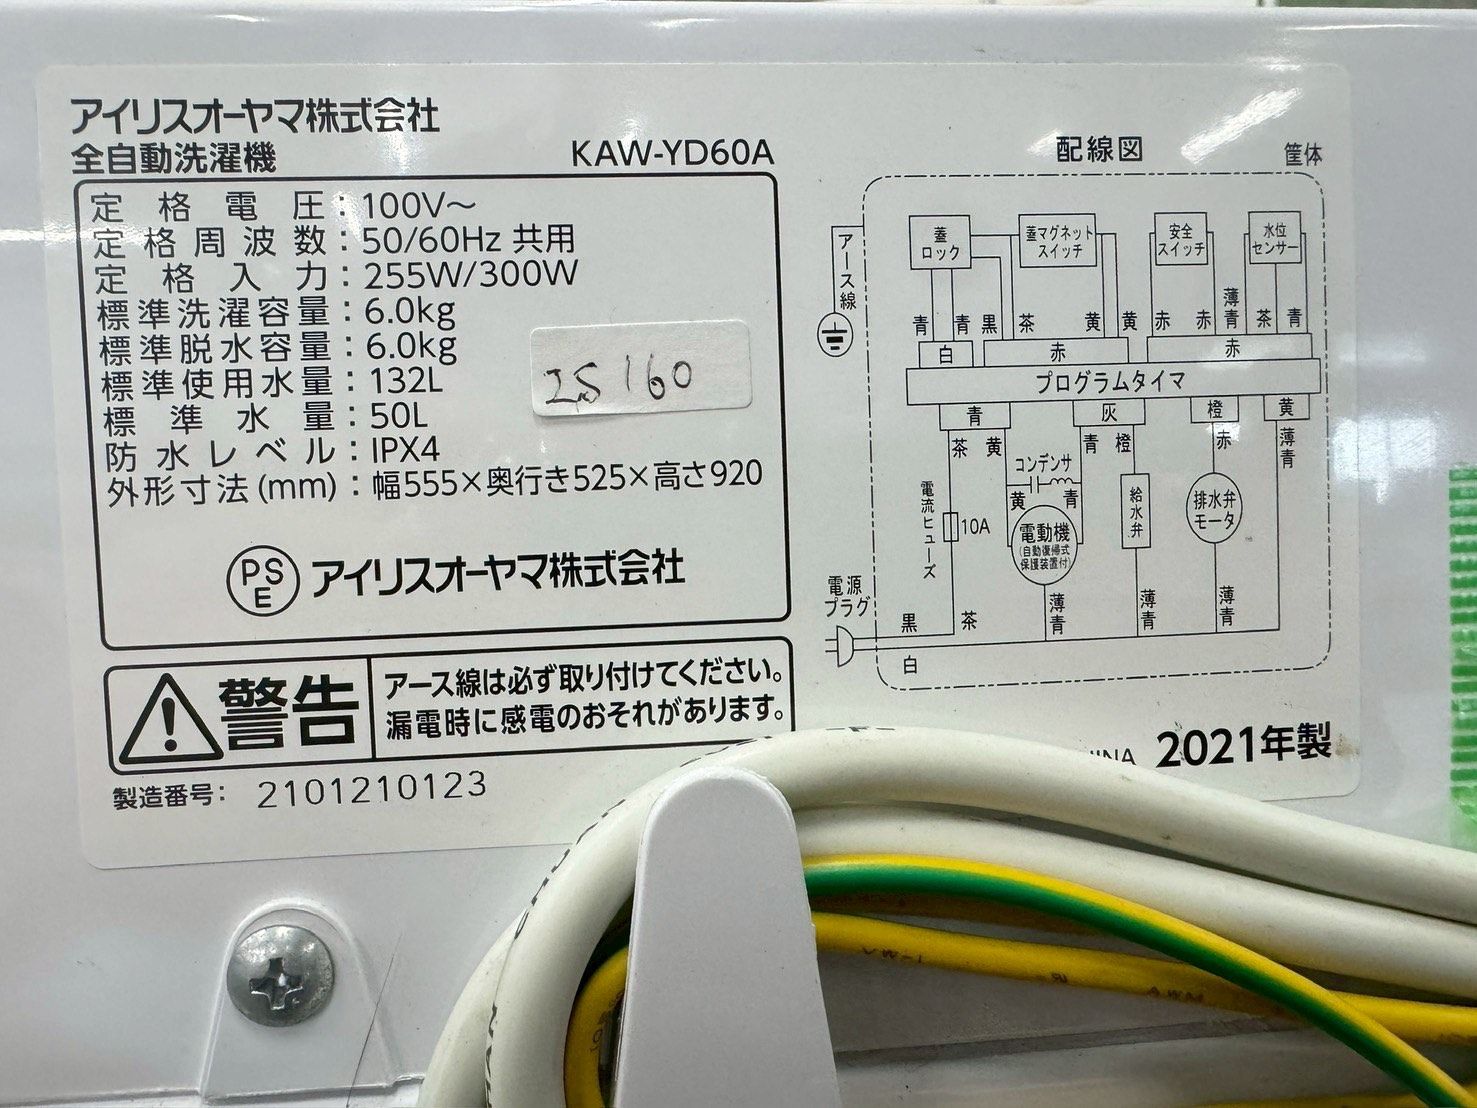 アイリスオーヤマ株式会社
全自動洗濯機 KAW-YD60A
定格電圧：100V～
定格周波数：50/60Hz 共用
定格入力：255W/300W
標準洗濯容量：6.0kg
標準脱水容量：6.0kg
標準使用水量：132L
標準水量：50L
防水レベル：IPX4
外形寸法(mm)：幅555×奥行き525×高さ920
PSE アイリスオーヤマ株式会社
警告
アース線は必ず取り付けてください。
漏電時に感電のおそれがあります。
製造番号： 2101210123
配線図
筐体
アース線
蓋ロック
蓋マグネットスイッチ
安全スイッチ
水位センサー
青 青 黒 茶 黄 黄 赤 赤 薄青 茶 青
白 赤 赤
プログラムタイマ
青 灰 橙 黄
茶 黄 青 橙 赤 薄青
コンデンサ
黄 青
電流ヒューズ
10A
電動機
(自動復帰式
保護装置付)
給水弁
排水弁
モータ
薄青 薄青 薄青
電源
プラグ
黒 茶
白
2021年製